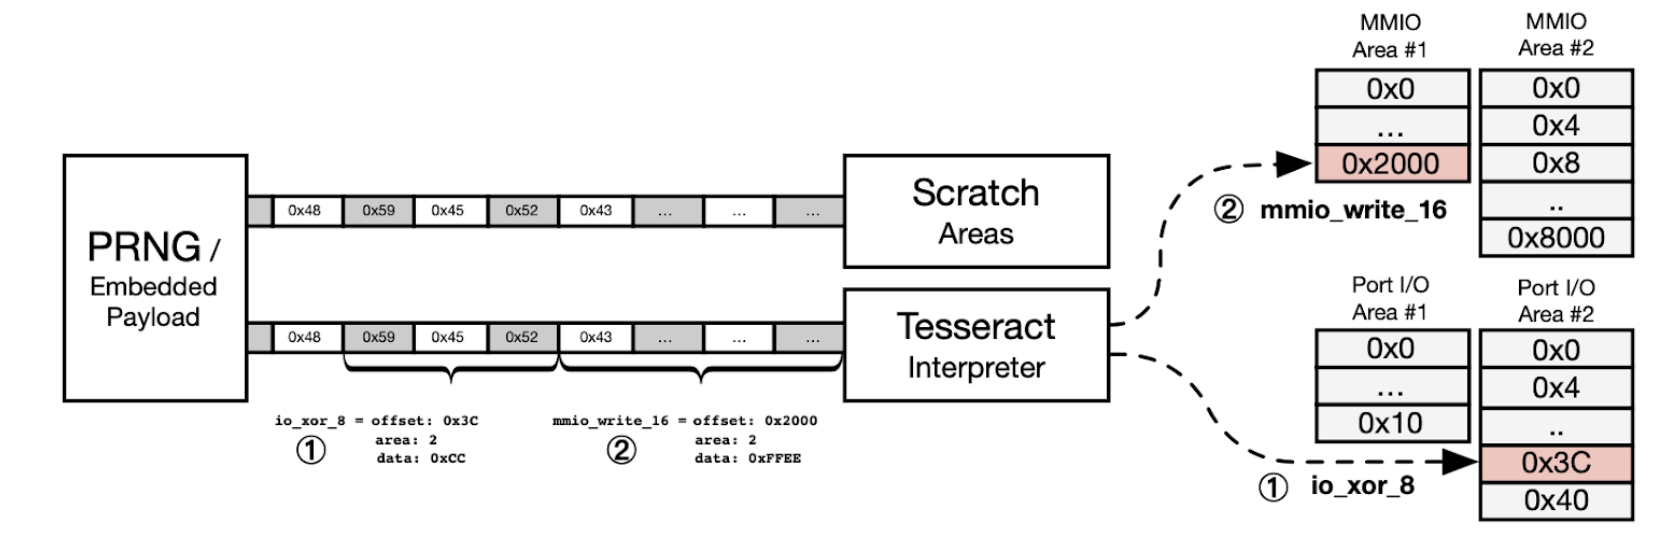 PRNG /
Embedded
Payload
0x48
0x59
0x45
0x52
0x43
...
...
...
Scratch
Areas
0x48
0x59
0x45
0x52
0x43
...
...
...
Tesseract
Interpreter
io_xor_8 = offset: 0x3C
area: 2
data: 0xCC
①
mmio_write_16 = offset: 0x2000
area: 2
data: 0xFFEE
②
② mmio_write_16
① io_xor_8
MMIO
Area #1
0x0
...
0x2000
MMIO
Area #2
0x0
0x4
0x8
..
0x8000
Port I/O
Area #1
0x0
...
0x10
Port I/O
Area #2
0x0
0x4
..
0x3C
0x40